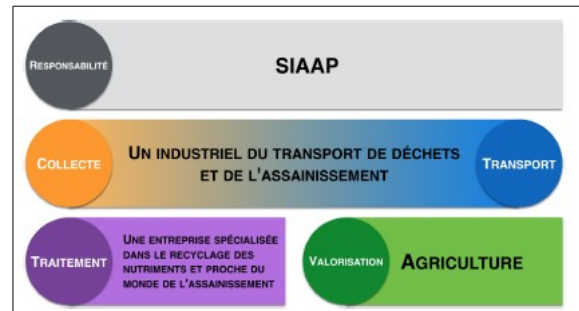 RESPONSABILITÉ
SIAAP
COLLECTE
UN INDUSTRIEL DU TRANSPORT DE DÉCHETS
ET DE L'ASSAINISSEMENT
TRANSPORT
TRAITEMENT
UNE ENTREPRISE SPÉCIALISÉE
DANS LE RECYCLAGE DES
NUTRIMENTS ET PROCHE DU
MONDE DE L'ASSAINISSEMENT
VALORISATION
AGRICULTURE